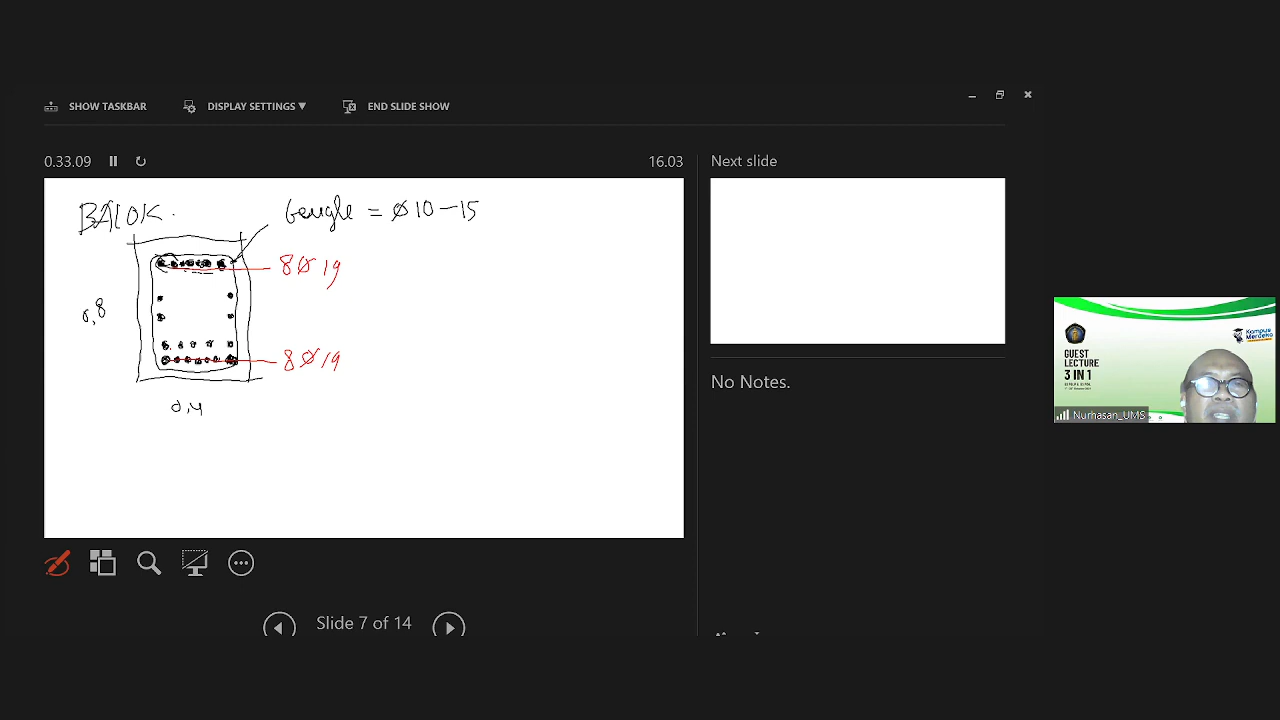 SHOW TASKBAR
DISPLAY SETTINGS ▼
END SLIDE SHOW
0.33.09
16.03
Next slide
BALOK.
= Ø10-15
8Ø19
0,8
8Ø19
0,4
No Notes.
GUEST
LECTURE
3 IN 1
Kampus
Merdeka
Nurhasan_UMS
Slide 7 of 14